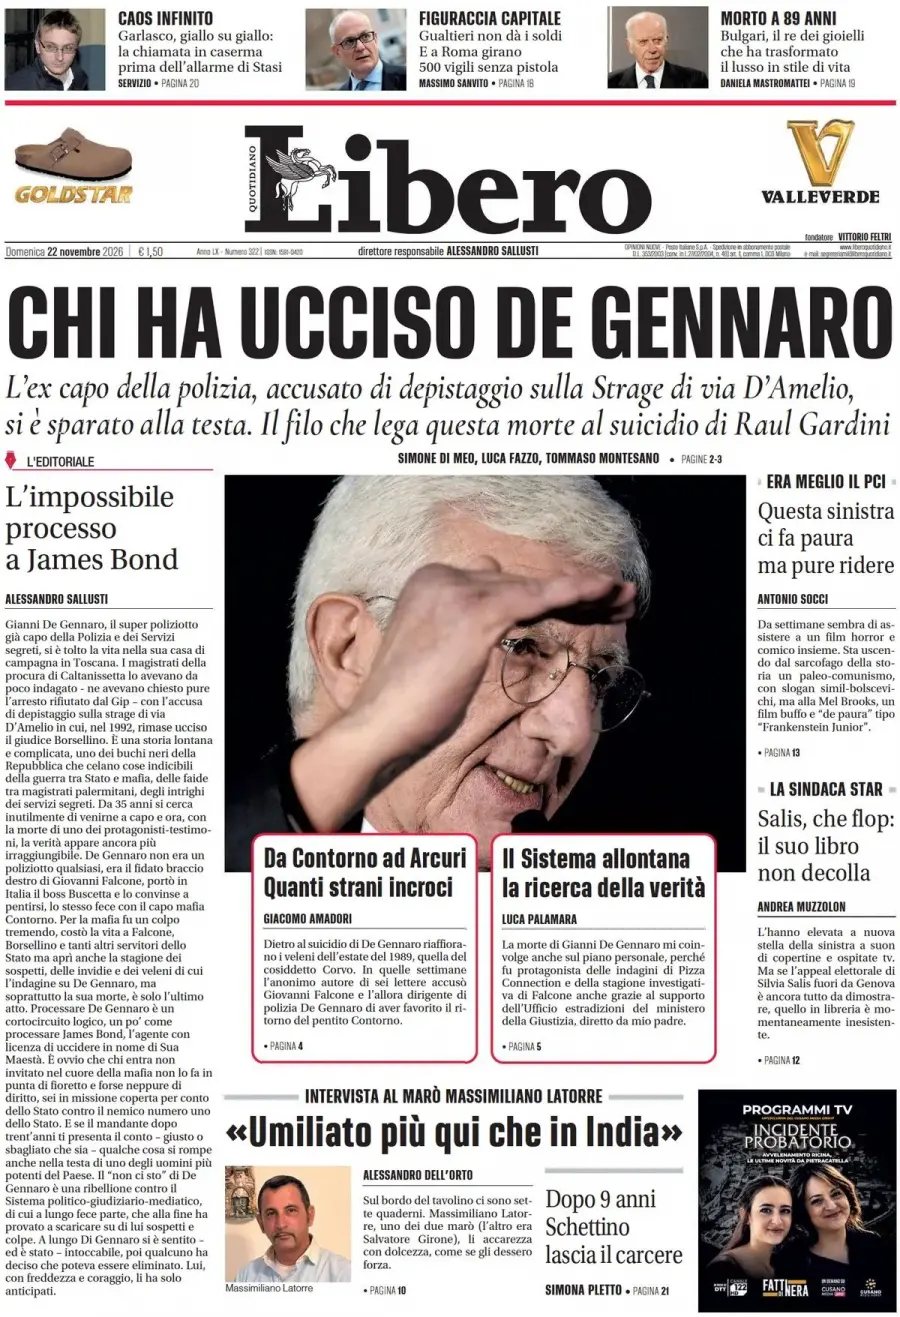 CAOS INFINITO
Garlasco, giallo su giallo:
la chiamata in caserma
prima dell'allarme di Stasi
SERVIZIO • PAGINA 20
FIGURACCIA CAPITALE
Gualtieri non dà i soldi
E a Roma girano
500 vigili senza pistola
MASSIMO SANVITO • PAGINA 18
MORTO A 89 ANNI
Bulgari, il re dei gioielli
che ha trasformato
il lusso in stile di vita
DANIELA MASTROMATTEI • PAGINA 19
GOLDSTAR
QUOTIDIANO
Libero
VALLEVERDE
fondatore VITTORIO FELTRI
Domenica 22 novembre 2026
€ 1,50
Anno LX - Numero 322
ISSN: 1591-0420
direttore responsabile ALESSANDRO SALLUSTI
OPINIONI NUOVE - Poste Italiane S.p.A. - Spedizione in abbonamento postale
www.liberoquotidiano.it
CHI HA UCCISO DE GENNARO
L'ex capo della polizia, accusato di depistaggio sulla Strage di via D'Amelio,
si è sparato alla testa. Il filo che lega questa morte al suicidio di Raul Gardini
SIMONE DI MEO, LUCA FAZZO, TOMMASO MONTESANO • PAGINE 2-3
L'EDITORIALE
L'impossibile
processo
a James Bond
ALESSANDRO SALLUSTI
Gianni De Gennaro, il super poliziotto
già capo della Polizia e dei Servizi
segreti, si è tolto la vita nella sua casa di
campagna in Toscana. I magistrati della
procura di Caltanissetta lo avevano da
poco indagato - ne avevano chiesto pure
l'arresto rifiutato dal Gip – con l'accusa
di depistaggio sulla strage di via
D'Amelio in cui, nel 1992, rimase ucciso
il giudice Borsellino. È una storia lontana
e complicata, uno dei buchi neri della
Repubblica che celano cose indicibili
della guerra tra Stato e mafia, delle faide
tra magistrati palermitani, degli intrighi
dei servizi segreti. Da 35 anni si cerca
inutilmente di venirne a capo e ora, con
la morte di uno dei protagonisti-testimo-
ni, la verità appare ancora più
irraggiungibile. De Gennaro non era un
poliziotto qualsiasi, era il fidato braccio
destro di Giovanni Falcone, portò in
Italia il boss Buscetta e lo convinse a
pentirsi, lo stesso fece con il capo mafia
Contorno. Per la mafia fu un colpo
tremendo, costò la vita a Falcone,
Borsellino e tanti altri servitori dello
Stato ma aprì anche la stagione dei
sospetti, delle invidie e dei veleni di cui
l'indagine su De Gennaro, ma
soprattutto la sua morte, è solo l'ultimo
atto. Processare De Gennaro è un
cortocircuito logico, un po' come
processare James Bond, l'agente con
licenza di uccidere in nome di Sua
Maestà. È ovvio che chi entra non
invitato nel cuore della mafia non lo fa in
punta di fioretto e forse neppure di
diritto, sei in missione coperta per conto
dello Stato contro il nemico numero uno
dello Stato. E se il mandante dopo
trent'anni ti presenta il conto – giusto o
sbagliato che sia – qualche cosa si rompe
anche nella testa di uno degli uomini più
potenti del Paese. Il "non ci sto" di De
Gennaro è una ribellione contro il
Sistema politico-giudiziario-mediatico,
di cui a lungo fece parte, che alla fine ha
provato a scaricare su di lui sospetti e
colpe. A lungo Di Gennaro si è sentito –
ed è stato – intoccabile, poi qualcuno ha
deciso che poteva essere eliminato. Lui,
con freddezza e coraggio, li ha solo
anticipati.
Da Contorno ad Arcuri
Quanti strani incroci
GIACOMO AMADORI
Dietro al suicidio di De Gennaro riaffiora-
no i veleni dell'estate del 1989, quella del
cosiddetto Corvo. In quelle settimane
l'anonimo autore di sei lettere accusò
Giovanni Falcone e l'allora dirigente di
polizia De Gennaro di aver favorito il ri-
torno del pentito Contorno.
• PAGINA 4
Il Sistema allontana
la ricerca della verità
LUCA PALAMARA
La morte di Gianni De Gennaro mi coin-
volge anche sul piano personale, perché
fu protagonista delle indagini di Pizza
Connection e della stagione investigati-
va di Falcone anche grazie al supporto
dell'Ufficio estradizioni del ministero
della Giustizia, diretto da mio padre.
• PAGINA 5
ERA MEGLIO IL PCI
Questa sinistra
ci fa paura
ma pure ridere
ANTONIO SOCCI
Da settimane sembra di as-
sistere a un film horror e
comico insieme. Sta uscen-
do dal sarcofago della sto-
ria un paleo-comunismo,
con slogan simil-bolscevi-
chi, ma alla Mel Brooks, un
film buffo e "de paura" tipo
"Frankenstein Junior".
• PAGINA 13
LA SINDACA STAR
Salis, che flop:
il suo libro
non decolla
ANDREA MUZZOLON
L'hanno elevata a nuova
stella della sinistra a suon
di copertine e ospitate tv.
Ma se l'appeal elettorale di
Silvia Salis fuori da Genova
è ancora tutto da dimostra-
re, quello in libreria è mo-
mentaneamente inesisten-
te.
• PAGINA 12
INTERVISTA AL MARÒ MASSIMILIANO LATORRE
«Umiliato più qui che in India»
Massimiliano Latorre
ALESSANDRO DELL'ORTO
Sul bordo del tavolino ci sono set-
te quaderni. Massimiliano Lator-
re, uno dei due marò (l'altro era
Salvatore Girone), li accarezza
con dolcezza, come se gli dessero
forza.
• PAGINA 10
Dopo 9 anni
Schettino
lascia il carcere
SIMONA PLETTO • PAGINA 21
PROGRAMMI TV
INCIDENTE
PROBATORIO
AVVELENAMENTO RICINA,
LE ULTIME NOVITÀ DA PIETRACATELLA
DTT
CANALE
122
FATTI
DI NERA
CUSANO
MEDIA
CUSANO